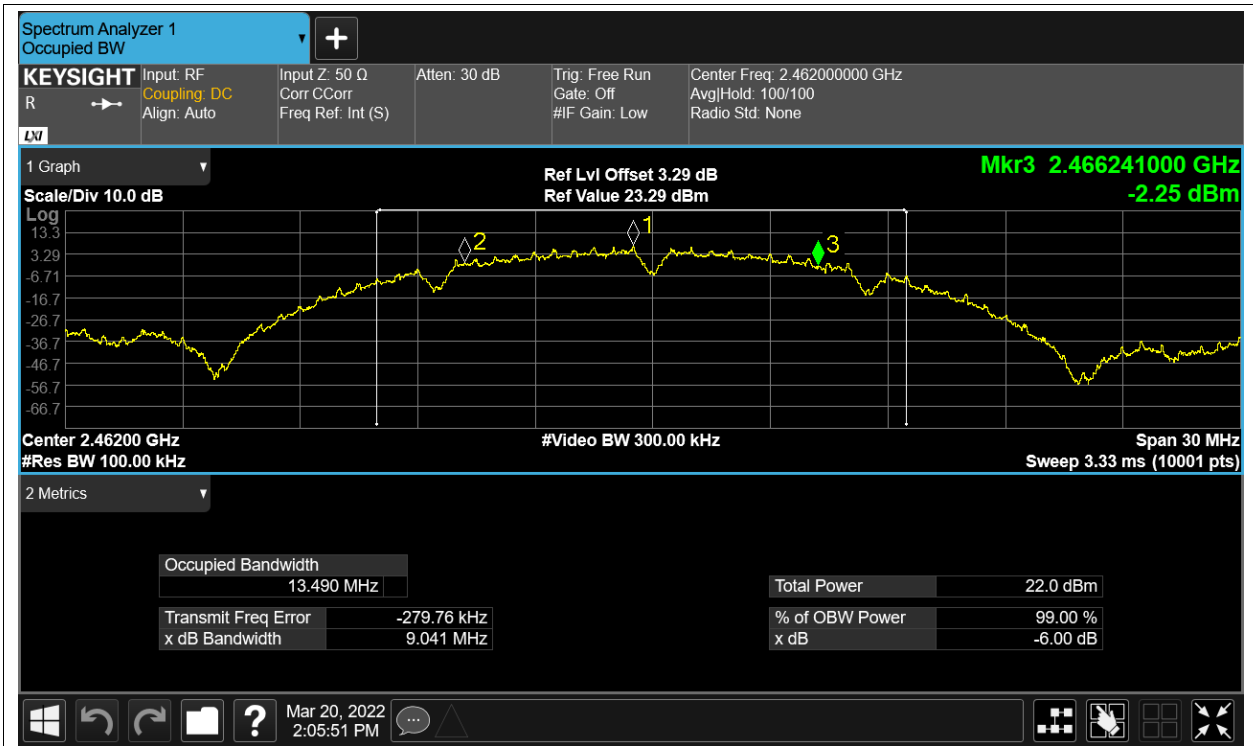 Spectrum Analyzer 1
Occupied BW
KEYSIGHT
R
LXI
Input: RF
Coupling: DC
Align: Auto
Input Z: 50 Ω
Corr CCorr
Freq Ref: Int (S)
Atten: 30 dB
Trig: Free Run
Gate: Off
#IF Gain: Low
Center Freq: 2.462000000 GHz
Avg|Hold: 100/100
Radio Std: None
1 Graph
Scale/Div 10.0 dB
Ref Lvl Offset 3.29 dB
Ref Value 23.29 dBm
Mkr3 2.466241000 GHz
-2.25 dBm
Log
13.3
3.29
-6.71
-16.7
-26.7
-36.7
-46.7
-56.7
-66.7
2
1
3
Center 2.46200 GHz
#Res BW 100.00 kHz
#Video BW 300.00 kHz
Span 30 MHz
Sweep 3.33 ms (10001 pts)
2 Metrics
Occupied Bandwidth
13.490 MHz
Transmit Freq Error -279.76 kHz
x dB Bandwidth 9.041 MHz
Total Power 22.0 dBm
% of OBW Power 99.00 %
x dB -6.00 dB
?
Mar 20, 2022
2:05:51 PM